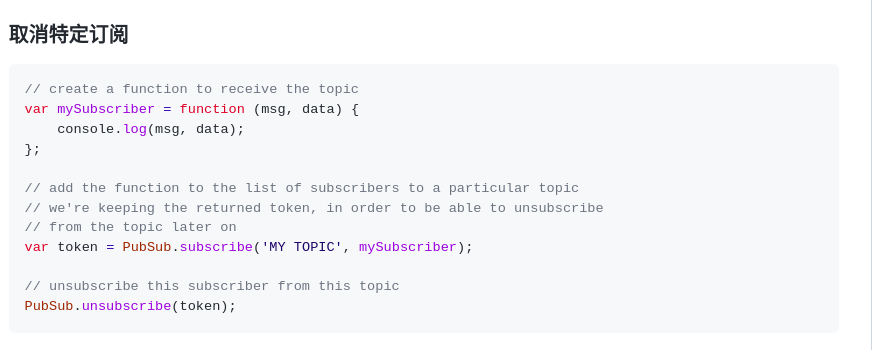 取消特定订阅
// create a function to receive the topic
var mySubscriber = function (msg, data) {
    console.log(msg, data);
};
// add the function to the list of subscribers to a particular topic
// we're keeping the returned token, in order to be able to unsubscribe
// from the topic later on
var token = PubSub.subscribe('MY TOPIC', mySubscriber);
// unsubscribe this subscriber from this topic
PubSub.unsubscribe(token);